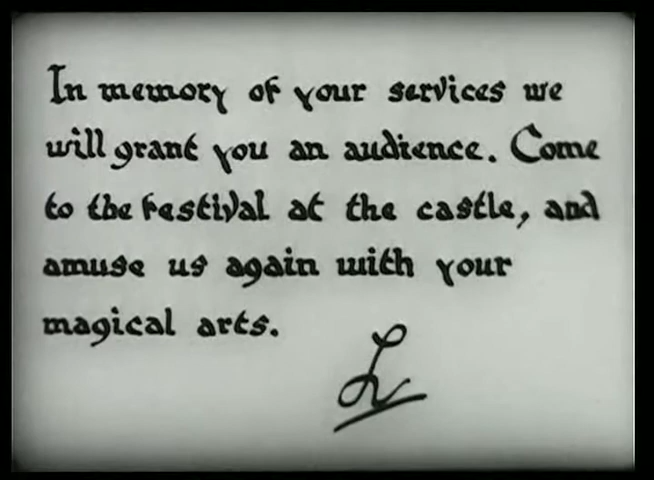 In memory of your services we
will grant you an audience. Come
to the festival at the castle, and
amuse us again with your
magical arts.
L